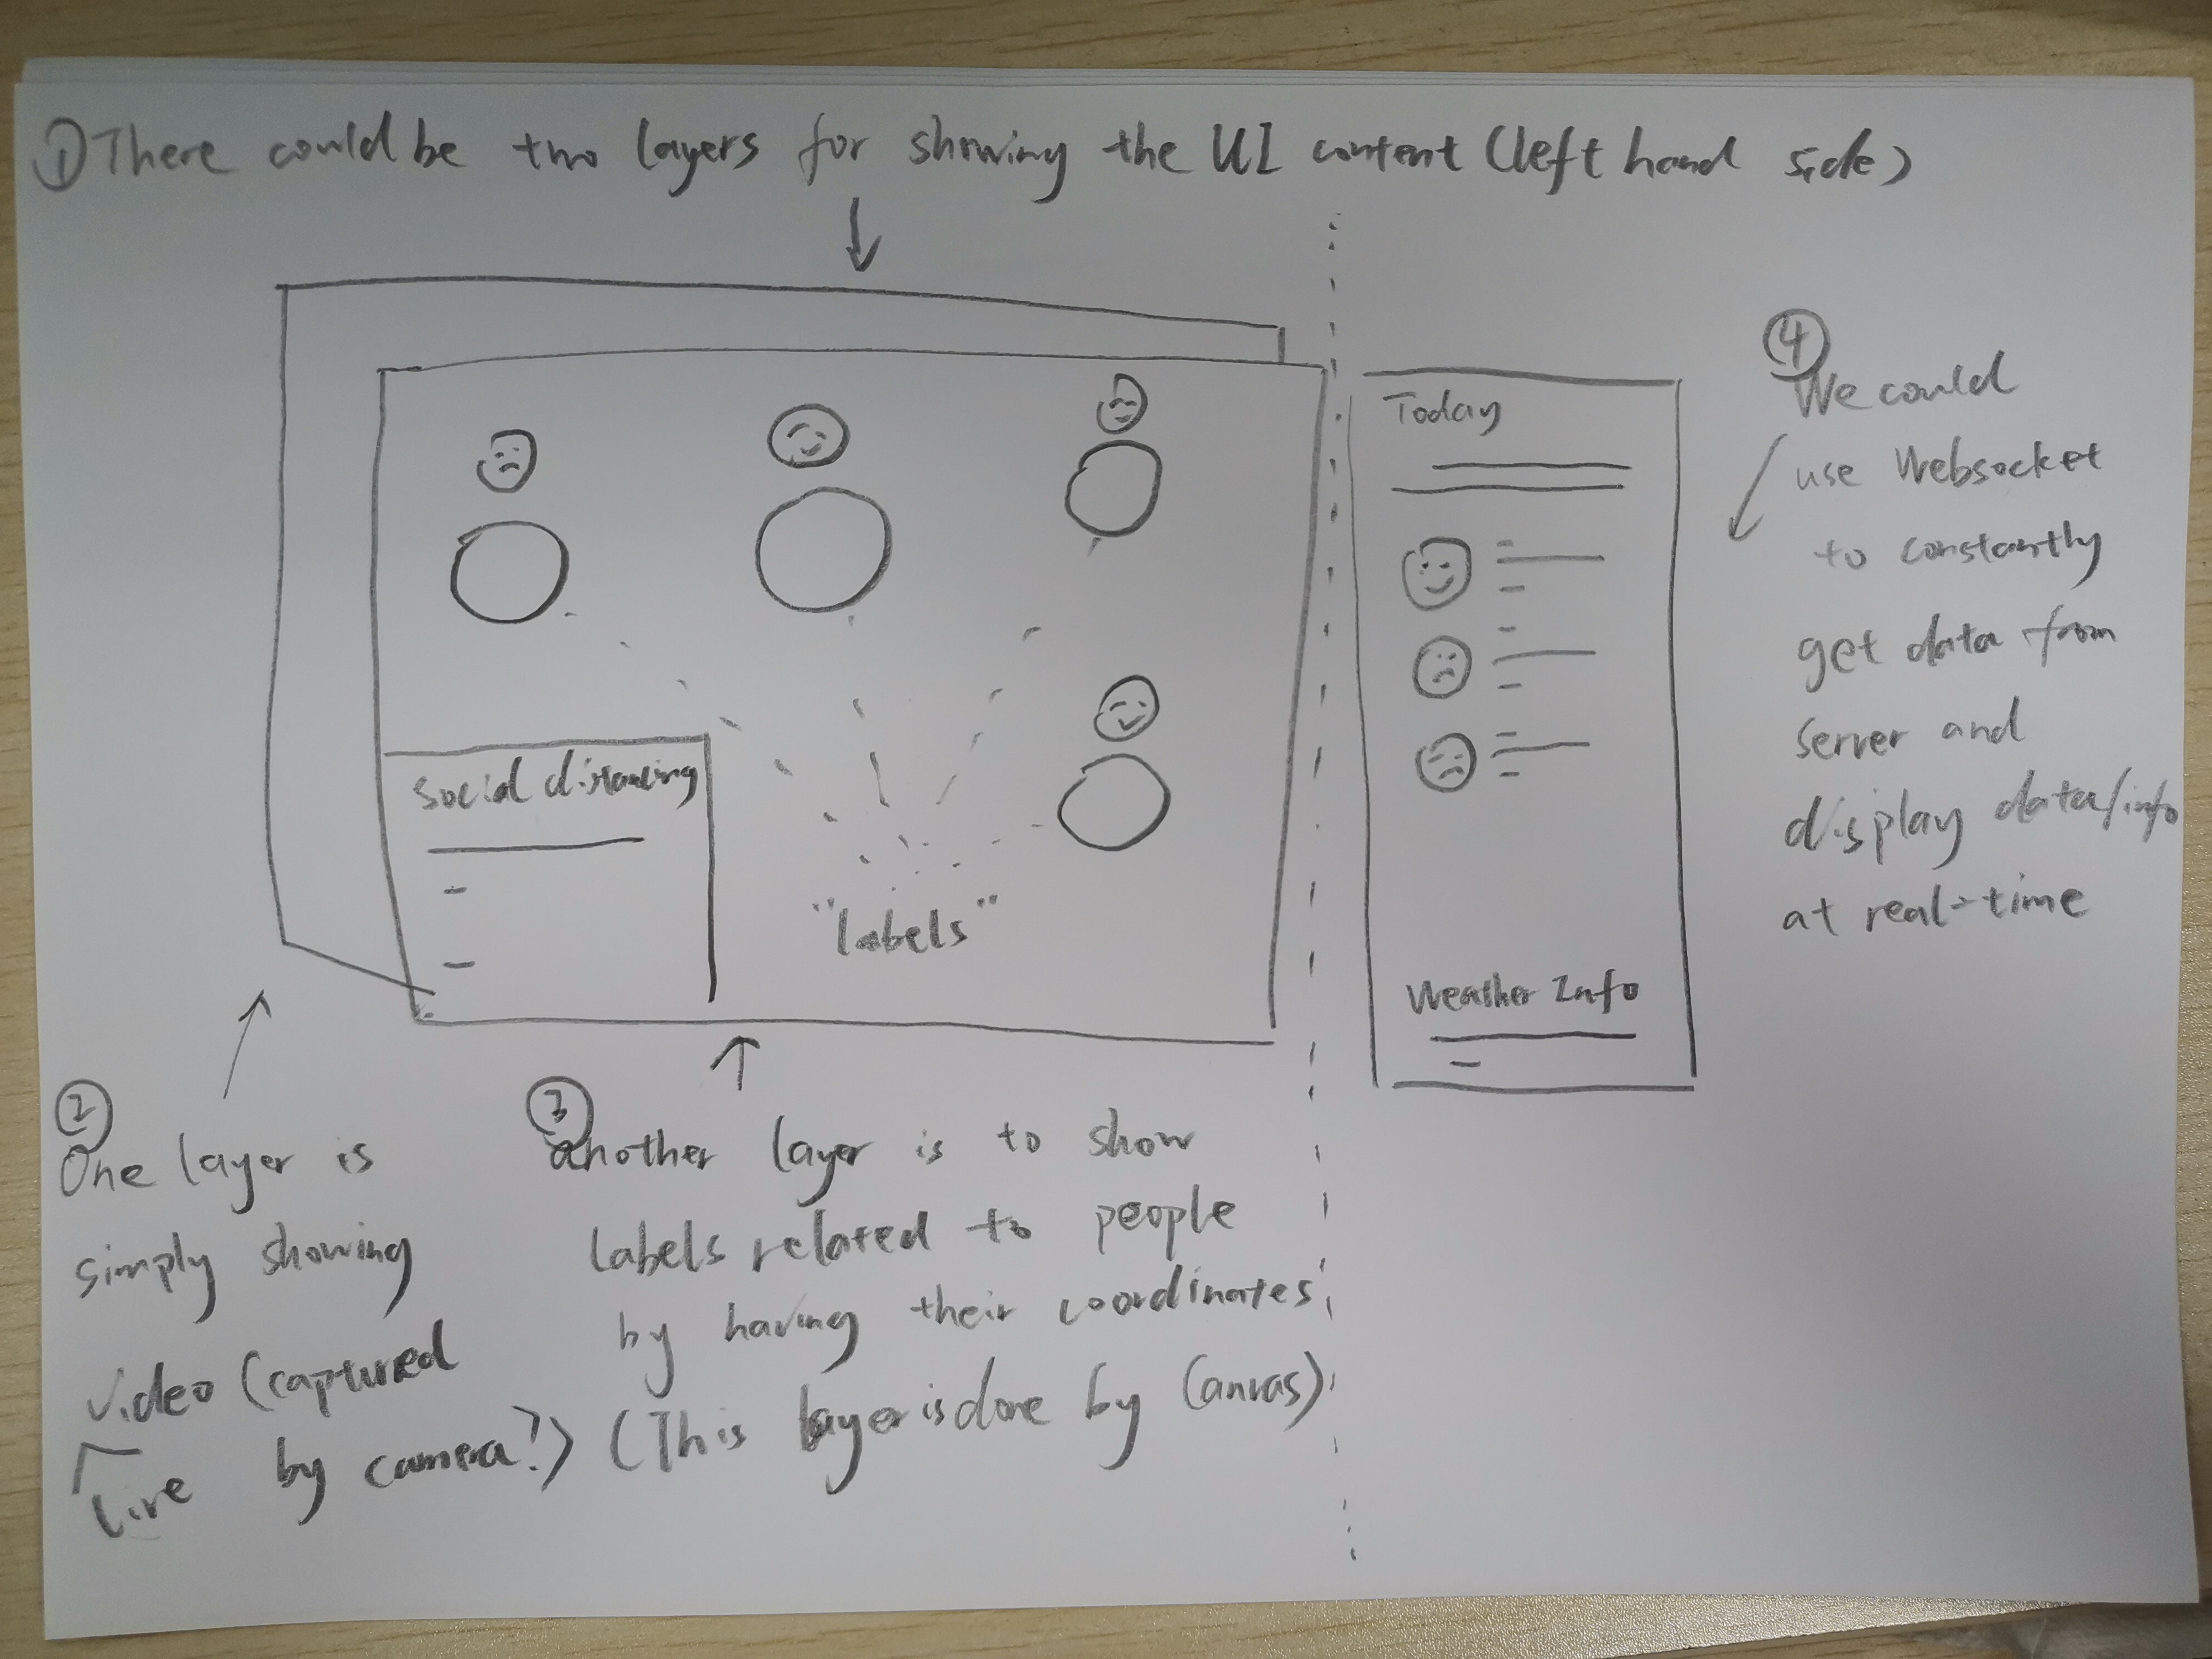 ① There could be two layers for showing the UI content (left hand side)
Today
Social distancing
"labels"
Weather Info
②
One layer is
simply showing
video (captured
Live by camera?)
③
another layer is to show
labels related to people
by having their coordinates
(This layer is done by Canvas)
④
We could
use Websocket
to constantly
get data from
server and
display data/info
at real-time